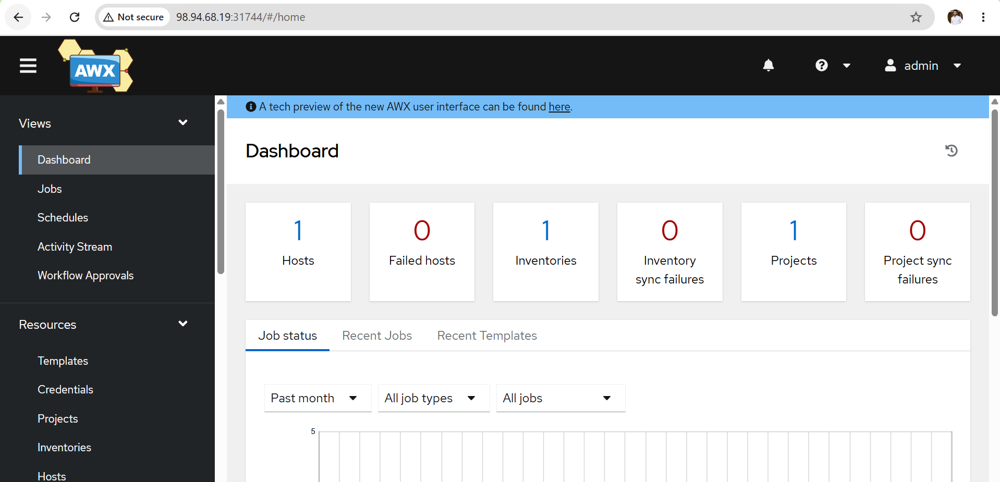 Not secure 98.94.68.19:31744/#/home
AWX
admin
A tech preview of the new AWX user interface can be found here.
Views
Dashboard
Jobs
Schedules
Activity Stream
Workflow Approvals
Resources
Templates
Credentials
Projects
Inventories
Hosts
Dashboard
1
Hosts
0
Failed hosts
1
Inventories
0
Inventory
sync failures
1
Projects
0
Project sync
failures
Job status Recent Jobs Recent Templates
Past month All job types All jobs
5